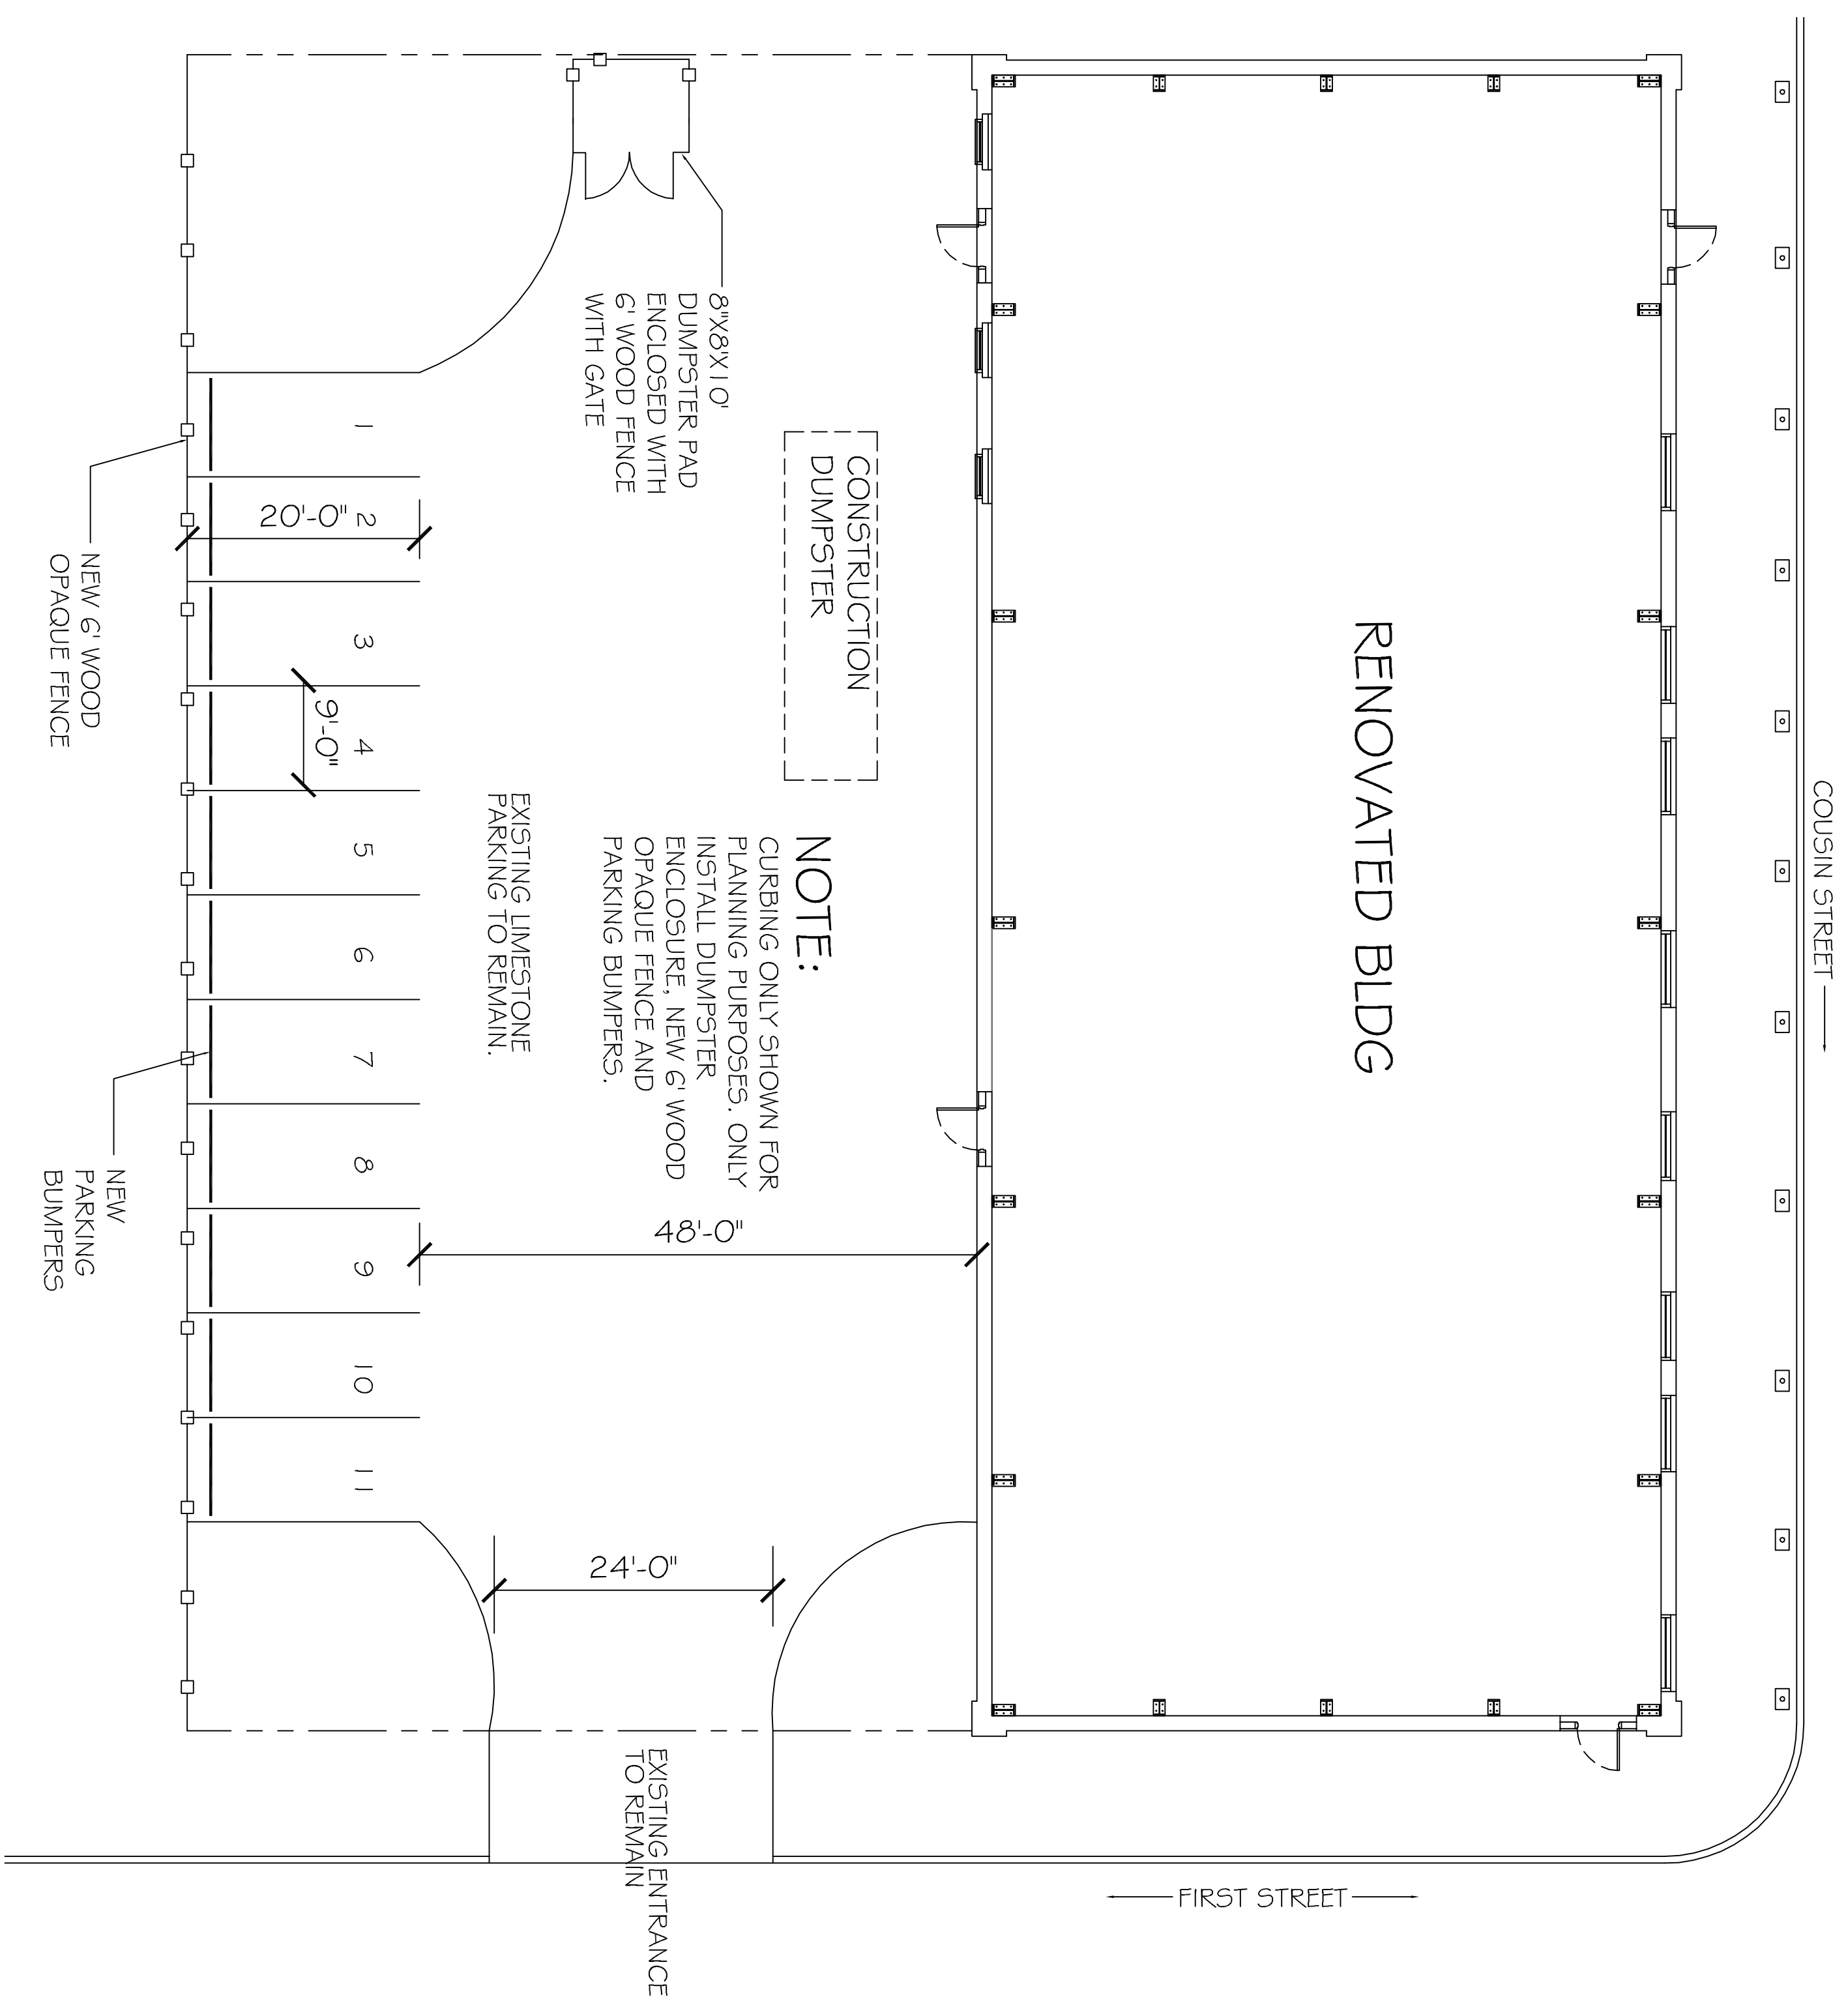 COUSIN STREET
RENOVATED BLDG
CONSTRUCTION
DUMPSTER
8"X8'X10'
DUMPSTER PAD
ENCLOSED WITH
6' WOOD FENCE
WITH GATE
NOTE:
CURBING ONLY SHOWN FOR
PLANNING PURPOSES. ONLY
INSTALL DUMPSTER
ENCLOSURE, NEW 6' WOOD
OPAQUE FENCE AND
PARKING BUMPERS.
EXISTING LIMESTONE
PARKING TO REMAIN.
1
2
3
4
5
6
7
8
9
10
11
20'-0"
9'-0"
48'-0"
24'-0"
NEW 6' WOOD
OPAQUE FENCE
NEW
PARKING
BUMPERS
EXISTING ENTRANCE
TO REMAIN
FIRST STREET